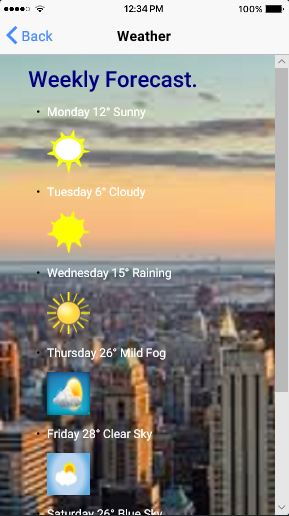 12:34 PM
100%
Back
Weather
Weekly Forecast.
Monday 12° Sunny
Tuesday 6° Cloudy
Wednesday 15° Raining
Thursday 26° Mild Fog
Friday 28° Clear Sky
Saturday 26° Blue Sky